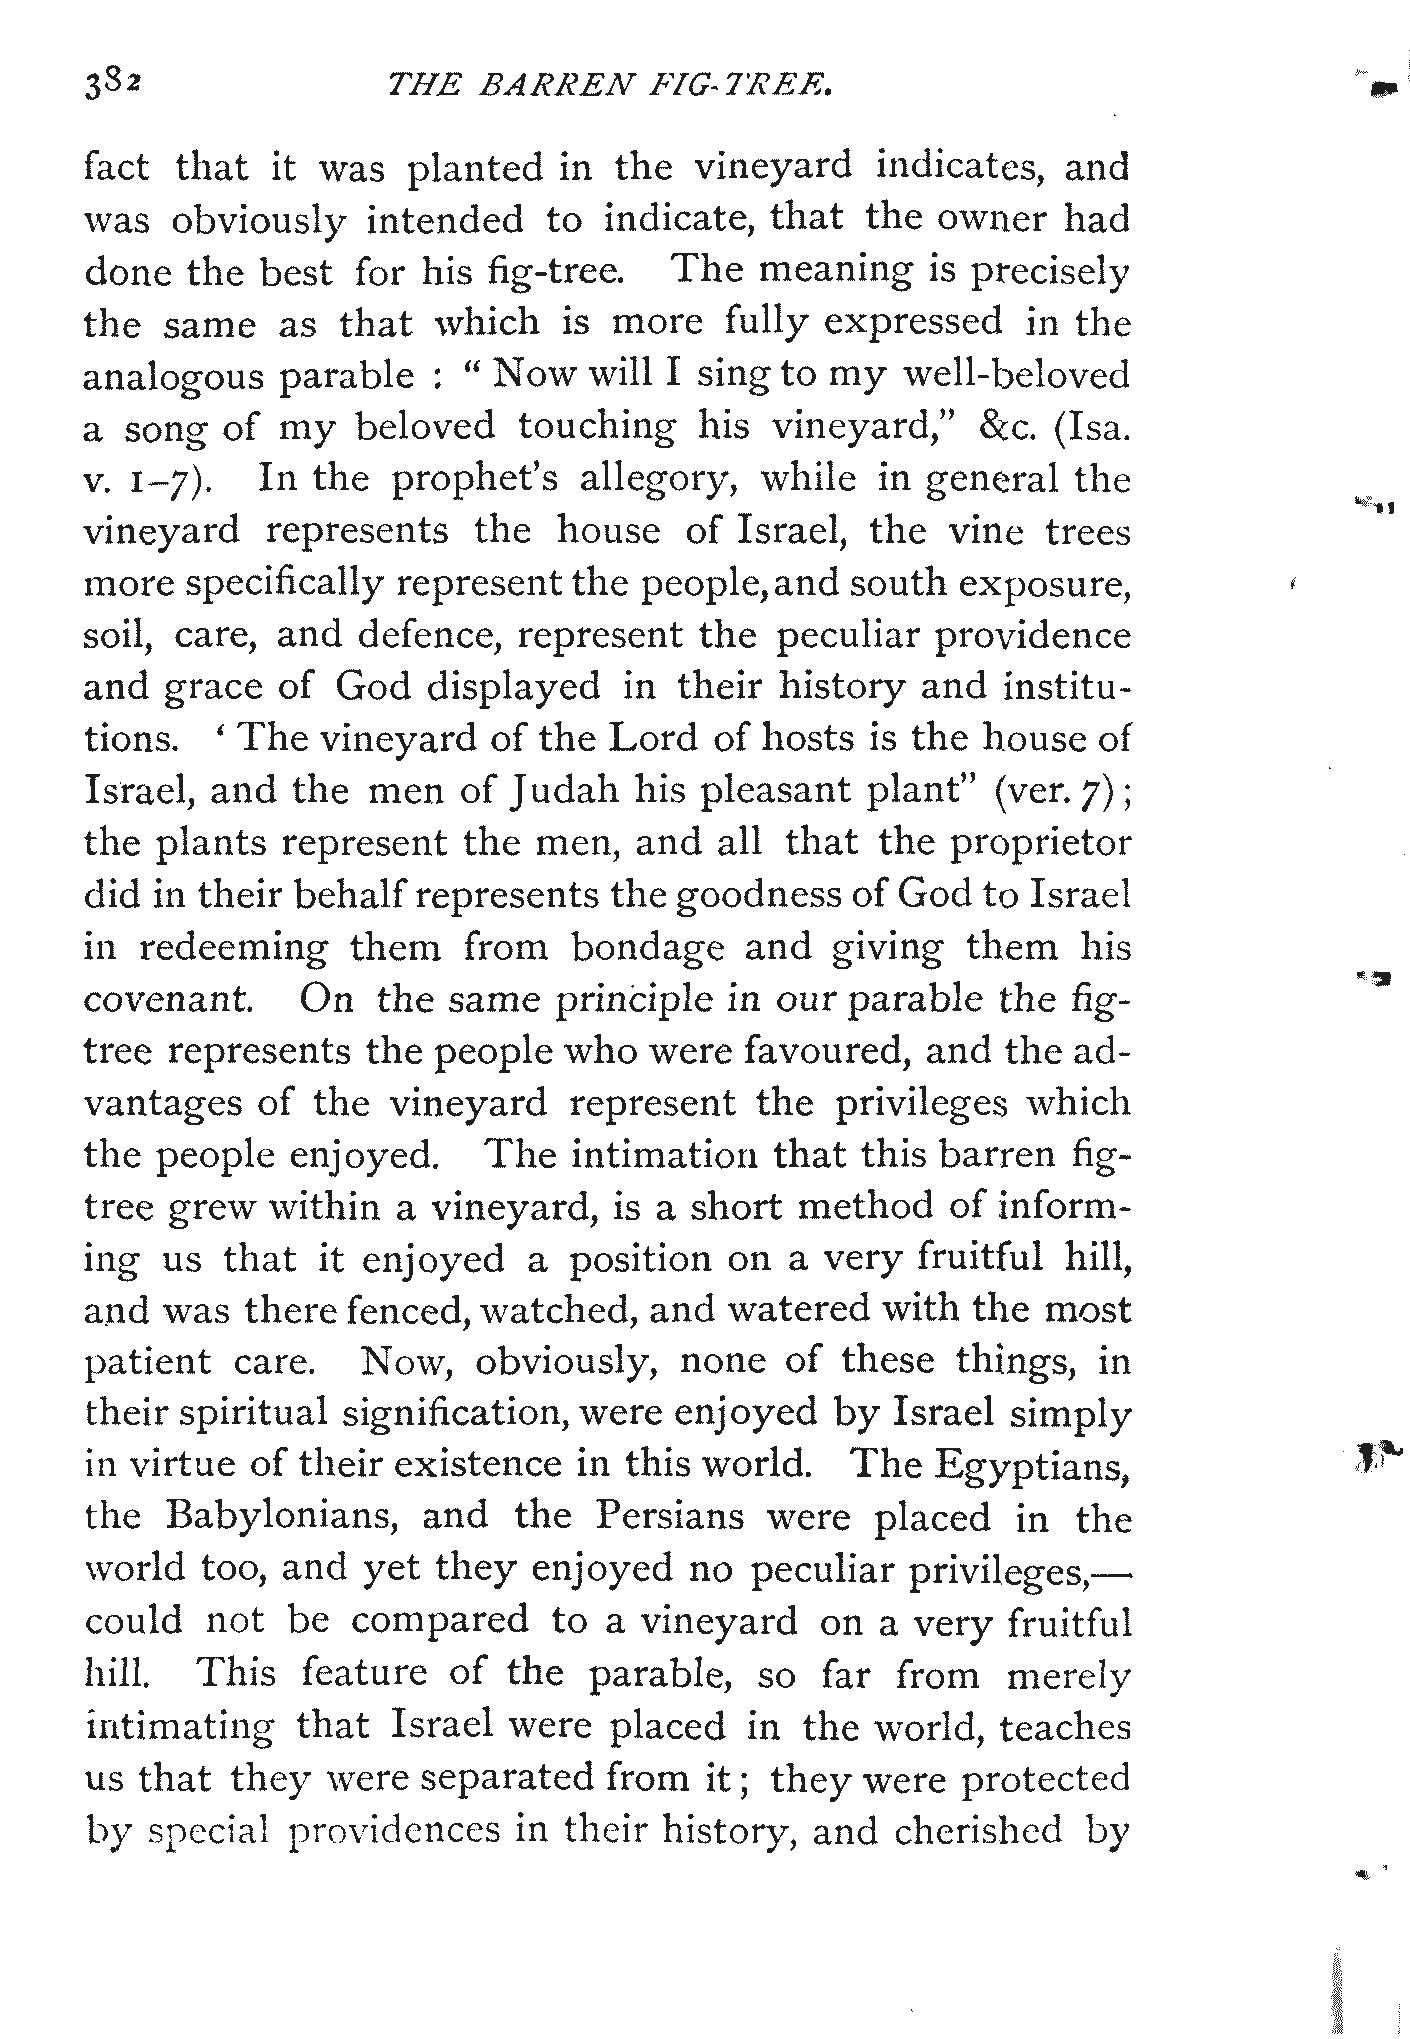 382 THE BARREN FIG-TREE.
fact that it was planted in the vineyard indicates, and
was obviously intended to indicate, that the owner had
done the best for his fig-tree. The meaning is precisely
the same as that which is more fully expressed in the
analogous parable : “ Now will I sing to my well-beloved
a song of my beloved touching his vineyard,” &c. (Isa.
v. 1–7). In the prophet’s allegory, while in general the
vineyard represents the house of Israel, the vine trees
more specifically represent the people, and south exposure,
soil, care, and defence, represent the peculiar providence
and grace of God displayed in their history and institu-
tions. ‘ The vineyard of the Lord of hosts is the house of
Israel, and the men of Judah his pleasant plant” (ver. 7) ;
the plants represent the men, and all that the proprietor
did in their behalf represents the goodness of God to Israel
in redeeming them from bondage and giving them his
covenant. On the same principle in our parable the fig-
tree represents the people who were favoured, and the ad-
vantages of the vineyard represent the privileges which
the people enjoyed. The intimation that this barren fig-
tree grew within a vineyard, is a short method of inform-
ing us that it enjoyed a position on a very fruitful hill,
and was there fenced, watched, and watered with the most
patient care. Now, obviously, none of these things, in
their spiritual signification, were enjoyed by Israel simply
in virtue of their existence in this world. The Egyptians,
the Babylonians, and the Persians were placed in the
world too, and yet they enjoyed no peculiar privileges,—
could not be compared to a vineyard on a very fruitful
hill. This feature of the parable, so far from merely
intimating that Israel were placed in the world, teaches
us that they were separated from it ; they were protected
by special providences in their history, and cherished by